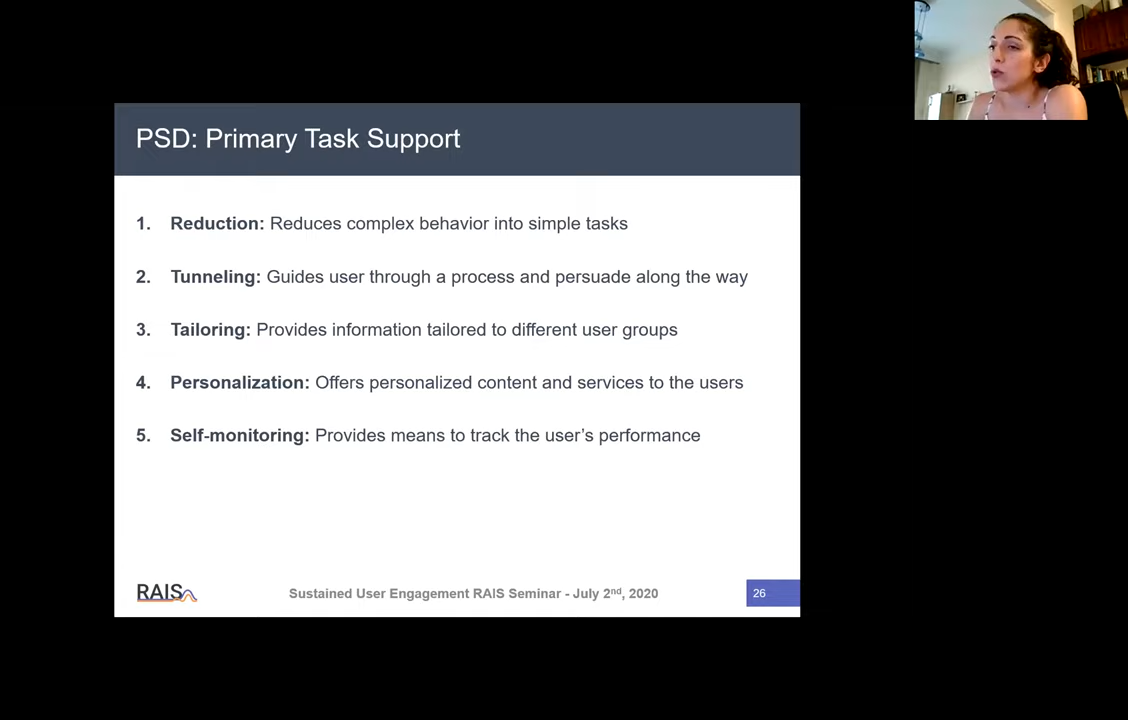 PSD: Primary Task Support
1. Reduction: Reduces complex behavior into simple tasks
2. Tunneling: Guides user through a process and persuade along the way
3. Tailoring: Provides information tailored to different user groups
4. Personalization: Offers personalized content and services to the users
5. Self-monitoring: Provides means to track the user’s performance
RAIS
Sustained User Engagement RAIS Seminar - July 2nd, 2020
26